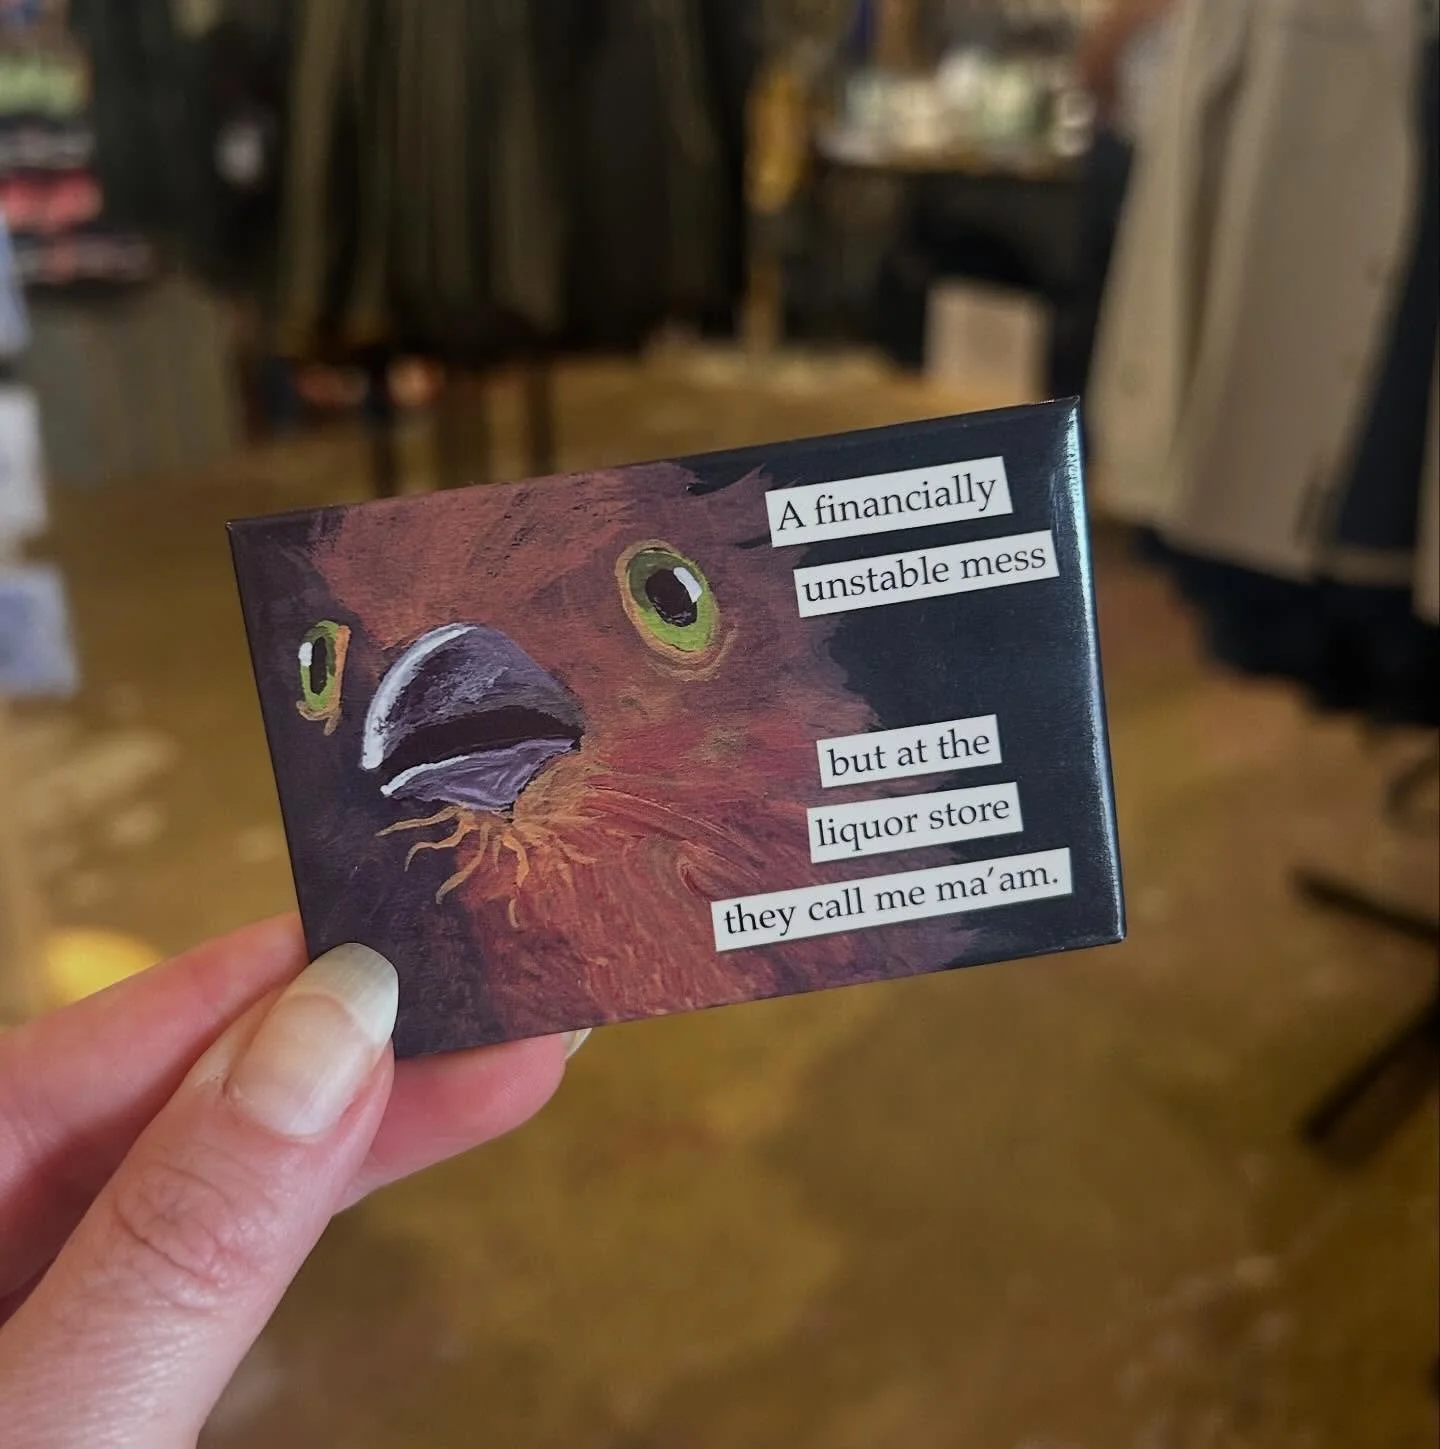 A financially
unstable mess
but at the
liquor store
they call me ma'am.